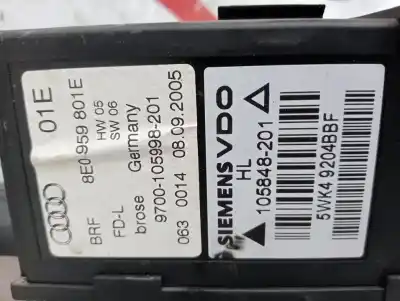 01E
8E0 959 801E
HW 05
SW 06
BRF
FD-L
brose Germany
9700-105998-201
063 0014 08.09.2005
SIEMENS VDO
HL
105848-201
5WK4 9204BBF